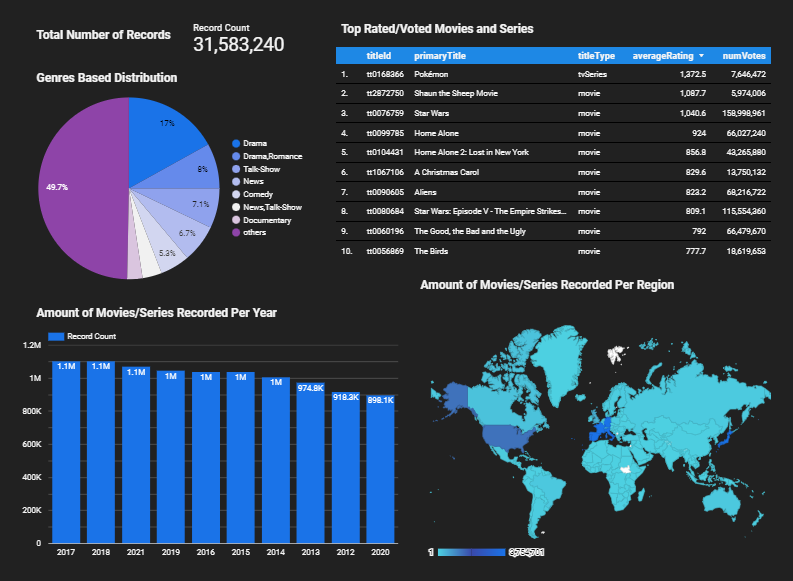 Total Number of Records
Record Count
31,583,240
Genres Based Distribution
17%
8%
7.1%
6.7%
5.3%
49.7%
Drama
Drama,Romance
Talk-Show
News
Comedy
News,Talk-Show
Documentary
others
Top Rated/Voted Movies and Series
titleId primaryTitle titleType averageRating numVotes
1. tt0168366 Pokémon tvSeries 1,372.5 7,646,472
2. tt2872750 Shaun the Sheep Movie movie 1,087.7 5,974,006
3. tt0076759 Star Wars movie 1,040.6 158,998,961
4. tt0099785 Home Alone movie 924 66,027,240
5. tt0104431 Home Alone 2: Lost in New York movie 856.8 43,265,880
6. tt1067106 A Christmas Carol movie 829.6 13,750,132
7. tt0090605 Aliens movie 823.2 68,216,722
8. tt0080684 Star Wars: Episode V - The Empire Strikes... movie 809.1 115,554,360
9. tt0060196 The Good, the Bad and the Ugly movie 792 66,479,670
10. tt0056869 The Birds movie 777.7 18,619,653
Amount of Movies/Series Recorded Per Year
Record Count
1.2M
1M
800K
600K
400K
200K
0
1.1M 1.1M 1.1M 1M 1M 1M 1M 974.8K 918.3K 898.1K
2017 2018 2021 2019 2016 2015 2014 2013 2012 2020
Amount of Movies/Series Recorded Per Region
1